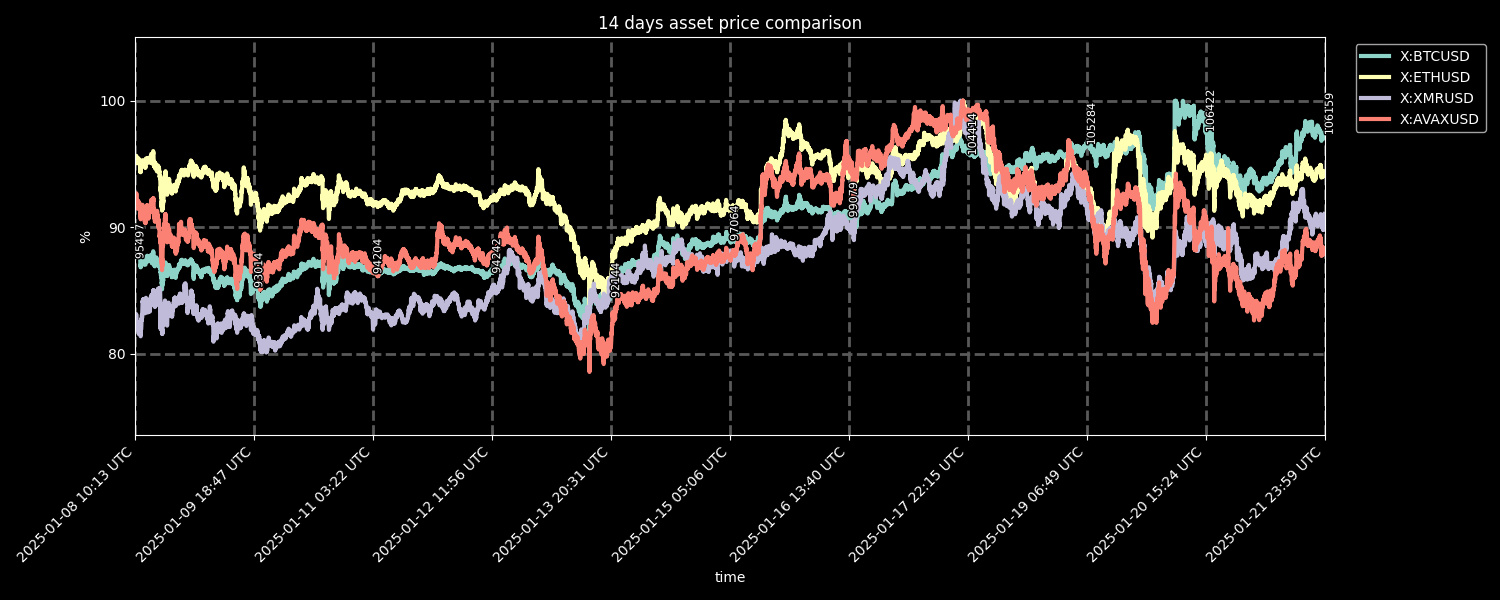 14 days asset price comparison
X:BTCUSD
X:ETHUSD
X:XMRUSD
X:AVAXUSD
100
90
80
%
95497
93014
94204
94242
92144
97064
99079
104414
105284
106422
106159
2025-01-08 10:13 UTC
2025-01-09 18:47 UTC
2025-01-11 03:22 UTC
2025-01-12 11:56 UTC
2025-01-13 20:31 UTC
2025-01-15 05:06 UTC
2025-01-16 13:40 UTC
2025-01-17 22:15 UTC
2025-01-19 06:49 UTC
2025-01-20 15:24 UTC
2025-01-21 23:59 UTC
time